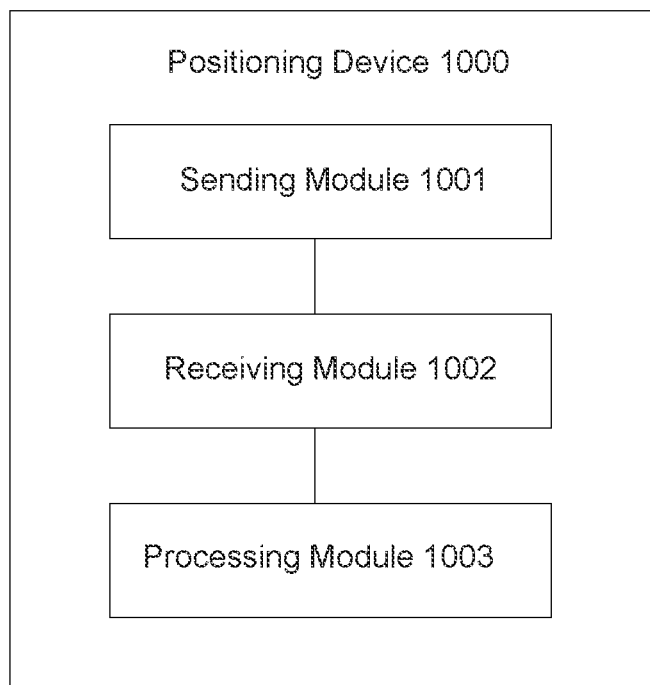 Positioning Device 1000
Sending Module 1001
Receiving Module 1002
Processing Module 1003